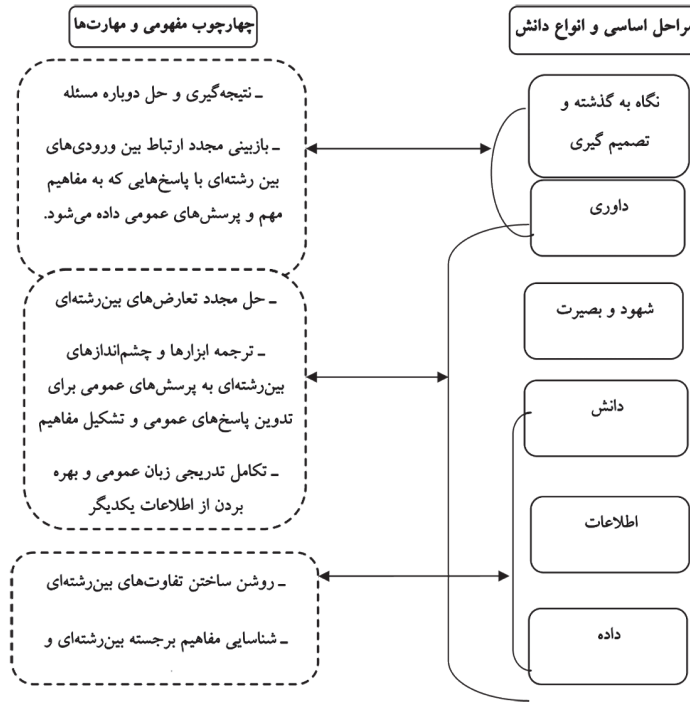 مراحل اساسی و انواع دانش
چهارچوب مفهومی و مهارت‌ها
نگاه به گذشته و
تصمیم گیری
داوری
شهود و بصیرت
دانش
اطلاعات
داده
ـ نتیجه‌گیری و حل دوباره مسئله
ـ بازبینی مجدد ارتباط بین ورودی‌های
بین رشته‌ای با پاسخ‌هایی که به مفاهیم
مهم و پرسش‌های عمومی داده می‌شود.
ـ حل مجدد تعارض‌های بین‌رشته‌ای
ـ ترجمه ابزارها و چشم‌اندازهای
بین‌رشته‌ای به پرسش‌های عمومی برای
تدوین پاسخ‌های عمومی و تشکیل مفاهیم
ـ تکامل تدریجی زبان عمومی و بهره
بردن از اطلاعات یکدیگر
ـ روشن ساختن تفاوت‌های بین‌رشته‌ای
ـ شناسایی مفاهیم برجسته بین‌رشته‌ای و